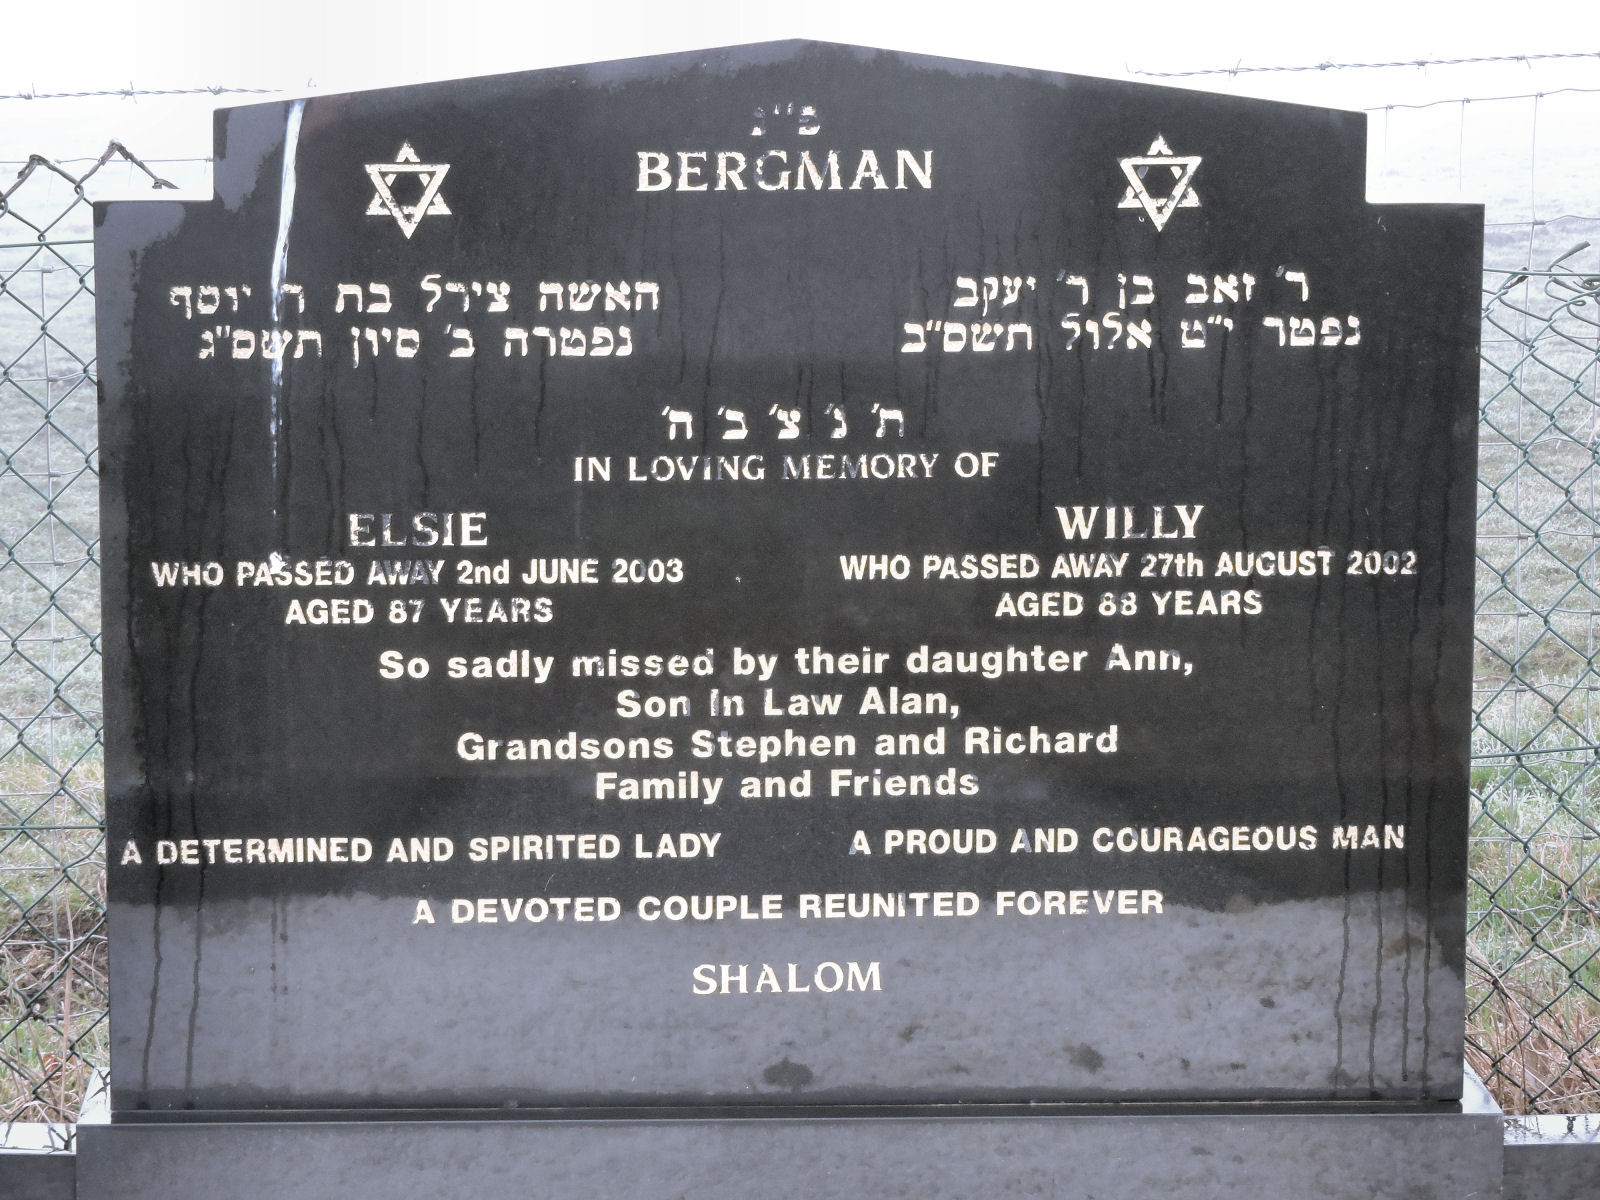 פ"נ
BERGMAN
האשה צירל בת ר' יוסף
נפטרה ב' סיון תשס"ג
ר' זאב בן ר' יעקב
נפטר י"ט אלול תשס"ב
ת' נ' צ' ב' ה'
IN LOVING MEMORY OF
ELSIE
WHO PASSED AWAY 2nd JUNE 2003
AGED 87 YEARS
WILLY
WHO PASSED AWAY 27th AUGUST 2002
AGED 88 YEARS
So sadly missed by their daughter Ann,
Son In Law Alan,
Grandsons Stephen and Richard
Family and Friends
A DETERMINED AND SPIRITED LADY
A PROUD AND COURAGEOUS MAN
A DEVOTED COUPLE REUNITED FOREVER
SHALOM